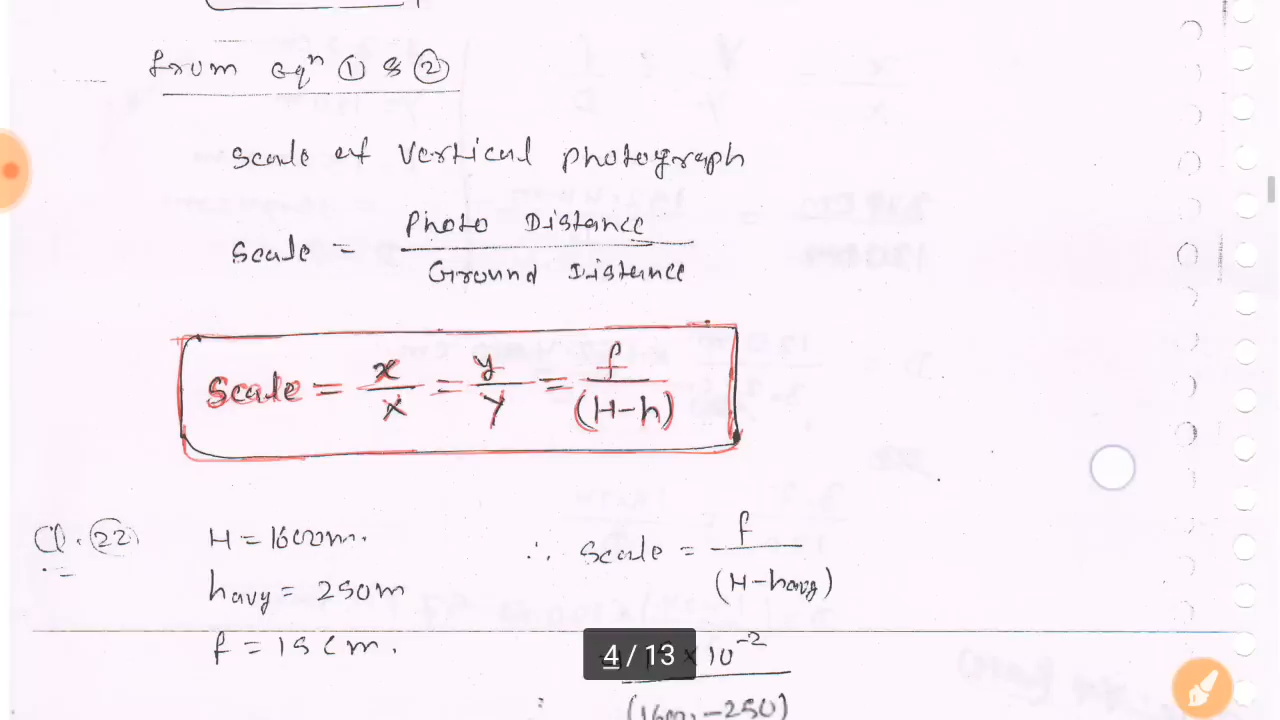 from eqⁿ ① & ②
Scale of vertical photograph
Scale = Photo Distance / Ground Distance
Scale = x/X = y/Y = f/(H-h)
Q. ㉒ H = 1600m. ∴ Scale = f/(H-havg)
havg = 250m
f = 15cm.
4 / 13
× 10⁻²
(1600-250)